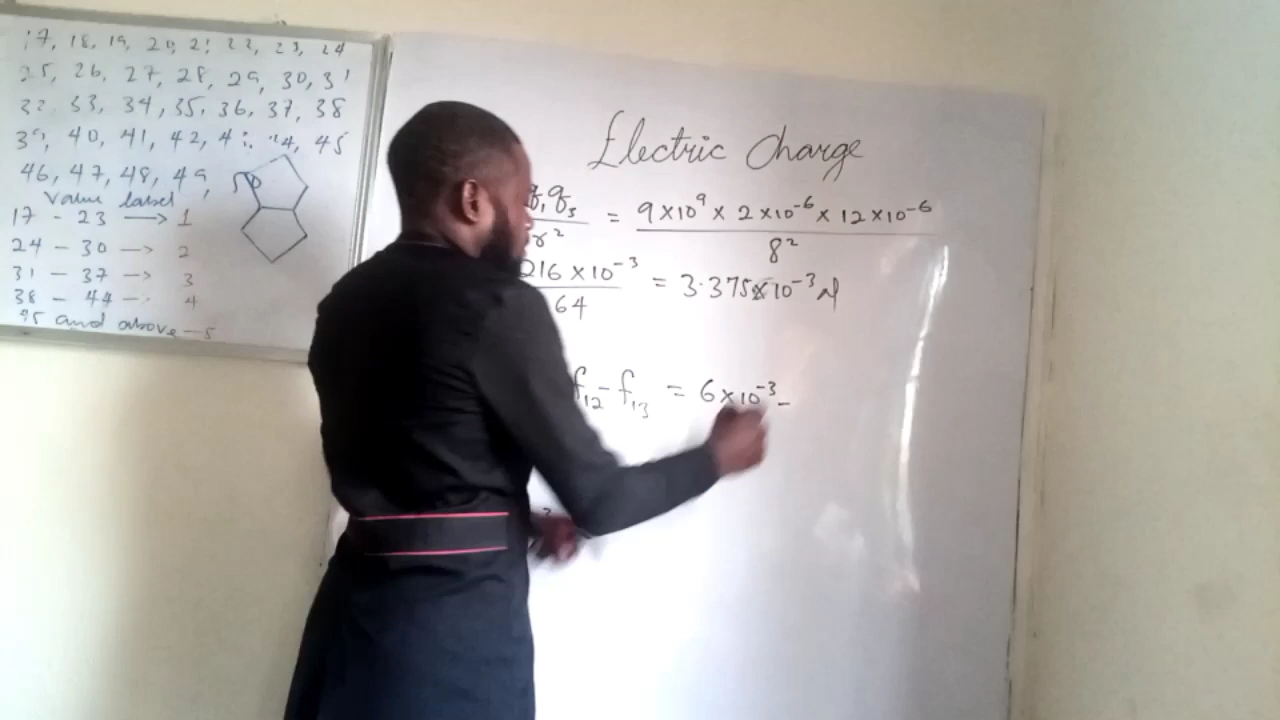 17, 18, 19, 20, 21, 22, 23, 24
25, 26, 27, 28, 29, 30, 31
32, 33, 34, 35, 36, 37, 38
39, 40, 41, 42, 43, 44, 45
46, 47, 48, 49,
Value label
17 - 23 → 1
24 - 30 → 2
31 - 37 → 3
38 - 44 → 4
45 and above - 5
Electric Charge
q₁q₃/r² = 9×10⁹ × 2×10⁻⁶ × 12×10⁻⁶/8²
216×10⁻³/64 = 3.375×10⁻³N
f₁₂ - f₁₃ = 6×10⁻³ -